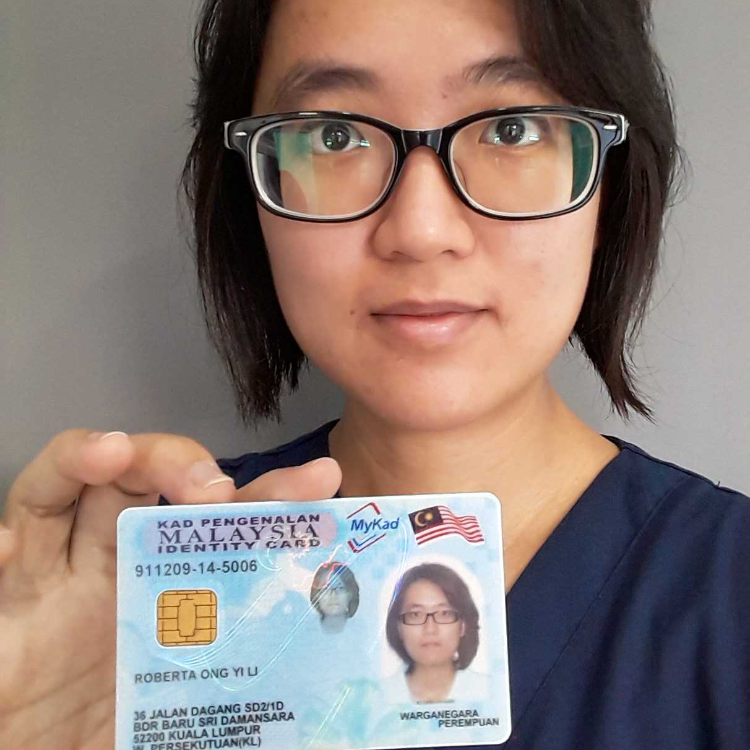 KAD PENGENALAN
MALAYSIA
IDENTITY CARD
MyKad
911209-14-5006
ROBERTA ONG YI LI
36 JALAN DAGANG SD2/1D
BDR BARU SRI DAMANSARA
52200 KUALA LUMPUR
W. PERSEKUTUAN(KL)
WARGANEGARA
PEREMPUAN